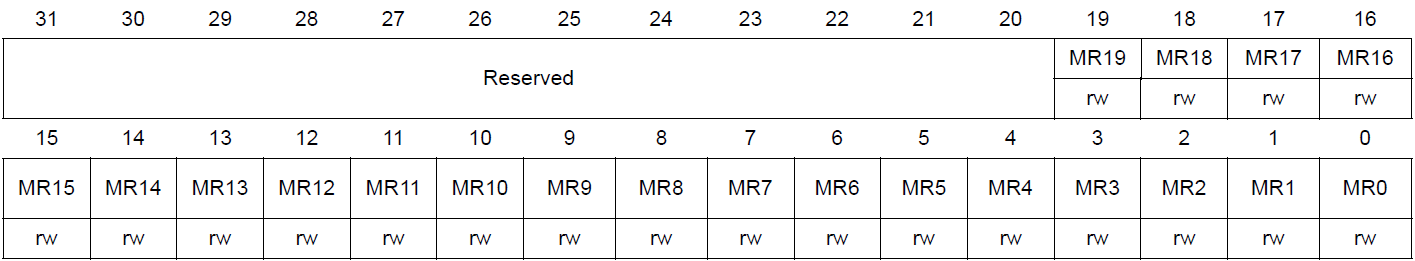 31 30 29 28 27 26 25 24 23 22 21 20 19 18 17 16
Reserved MR19 MR18 MR17 MR16
rw rw rw rw
15 14 13 12 11 10 9 8 7 6 5 4 3 2 1 0
MR15 MR14 MR13 MR12 MR11 MR10 MR9 MR8 MR7 MR6 MR5 MR4 MR3 MR2 MR1 MR0
rw rw rw rw rw rw rw rw rw rw rw rw rw rw rw rw